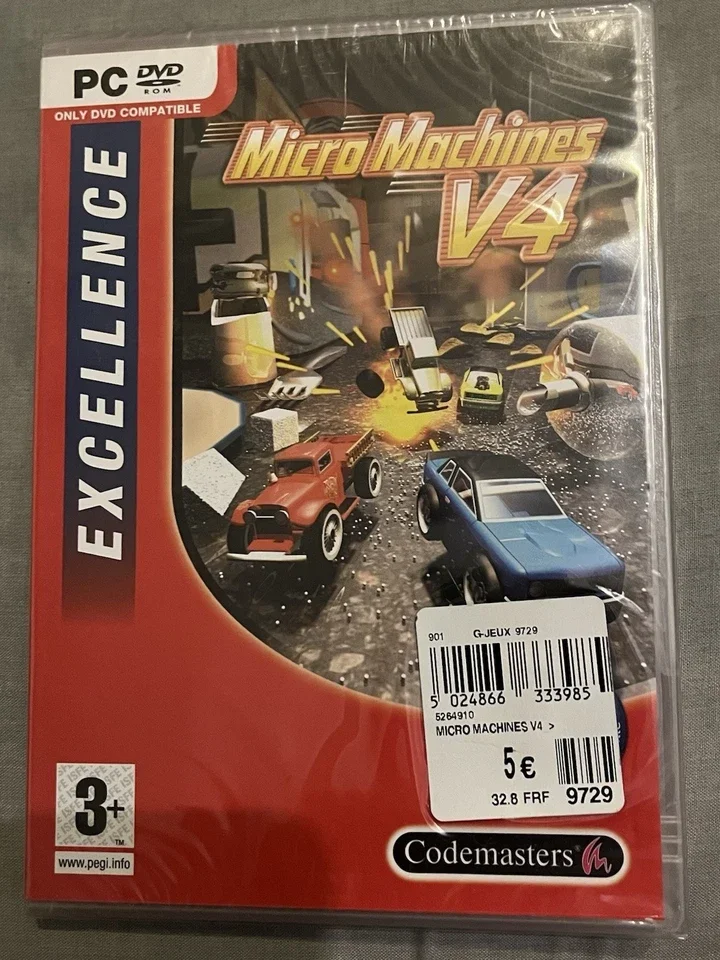 PC DVD
ROM
ONLY DVD COMPATIBLE
EXCELLENCE
Micro Machines
V4
901 G-JEUX 9729
5 024866 333985
5264910
MICRO MACHINES V4 >
5€
32.8 FRF 9729
3+
TM
www.pegi.info
Codemasters